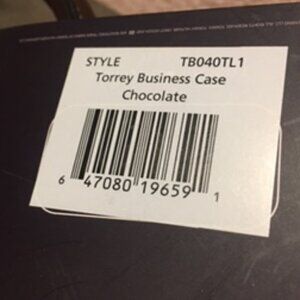 STYLE TB040TL1
Torrey Business Case
Chocolate
6 47080 19659 1